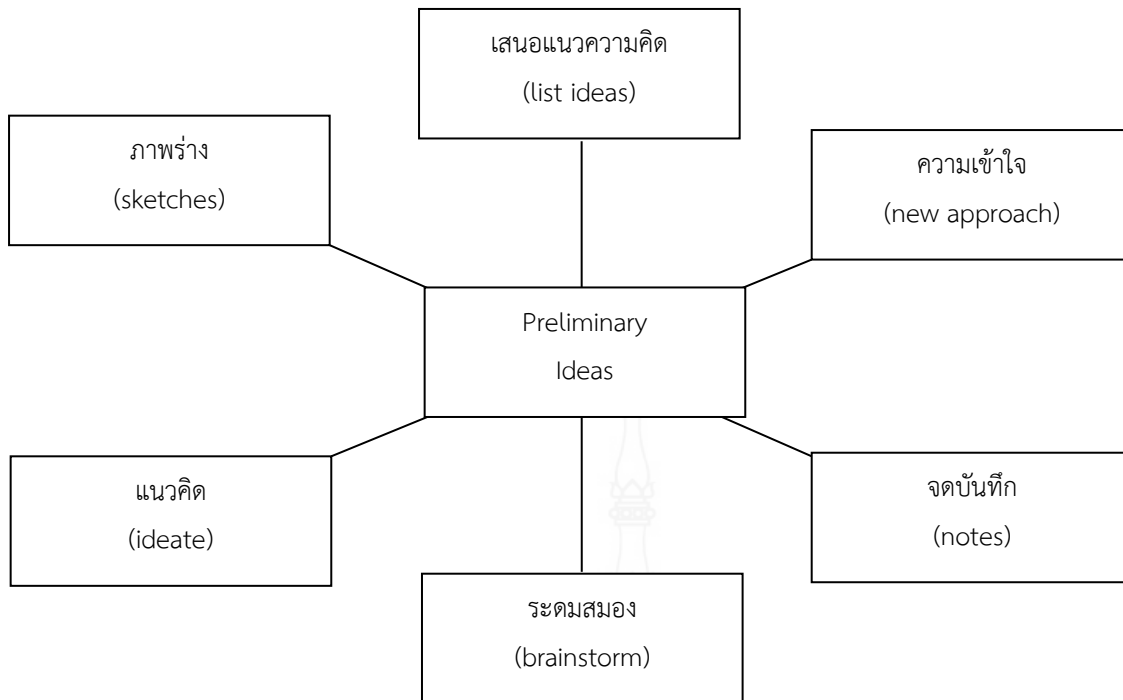 เสนอแนวความคิด
(list ideas)
ภาพร่าง
(sketches)
ความเข้าใจ
(new approach)
Preliminary
Ideas
แนวคิด
(ideate)
จดบันทึก
(notes)
ระดมสมอง
(brainstorm)